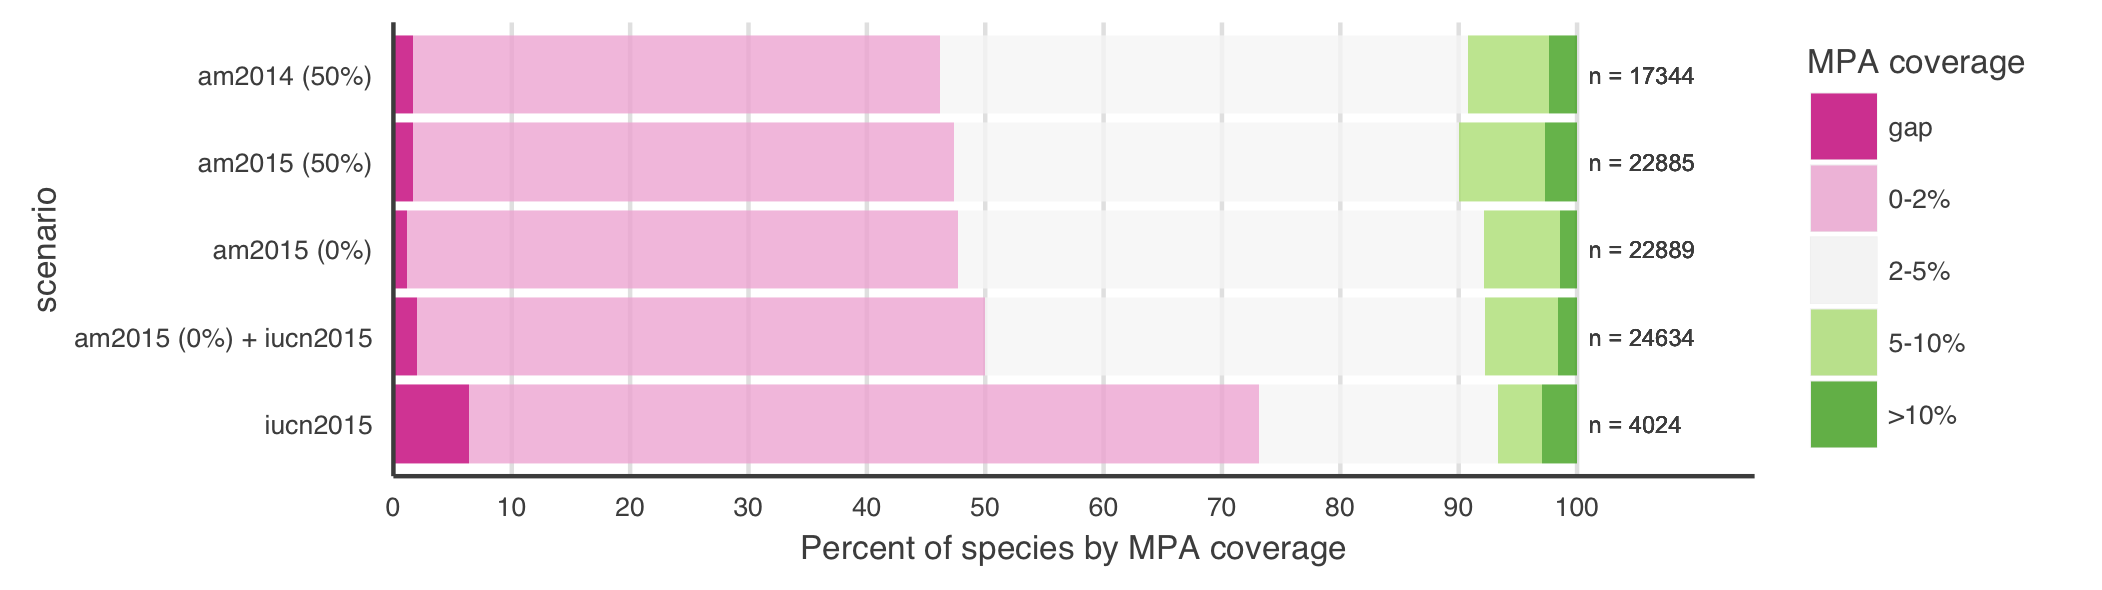 am2014 (50%)
n = 17344
am2015 (50%)
n = 22885
am2015 (0%)
n = 22889
am2015 (0%) + iucn2015
n = 24634
iucn2015
n = 4024
scenario
0 10 20 30 40 50 60 70 80 90 100
Percent of species by MPA coverage
MPA coverage
gap
0-2%
2-5%
5-10%
>10%